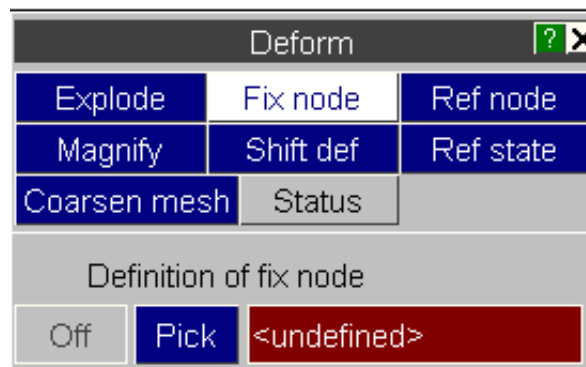 Deform ? X
Explode Fix node Ref node
Magnify Shift def Ref state
Coarsen mesh Status
Definition of fix node
Off Pick <undefined>